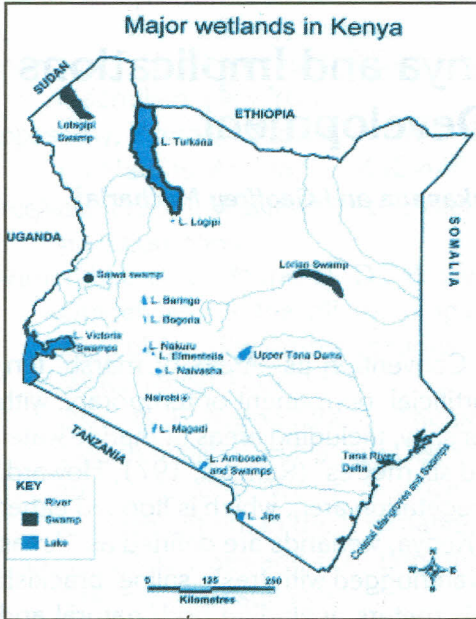 Major wetlands in Kenya
SUDAN
ETHIOPIA
Lotagipi
Swamp
L. Turkana
SOMALIA
L. Logipi
UGANDA
Saiwa swamp
Lorian Swamp
L. Baringo
L. Bogoria
L. Victoria
Swamps
L. Nakuru
L. Elmenteita
L. Naivasha
Upper Tana Dams
Nairobi
L. Magadi
TANZANIA
L. Amboseli
and Swamps
Tana River
Delta
Coastal Mangroves and Swamps
L. Jipe
KEY
River
Swamp
Lake
N
0 125 250
Kilometres